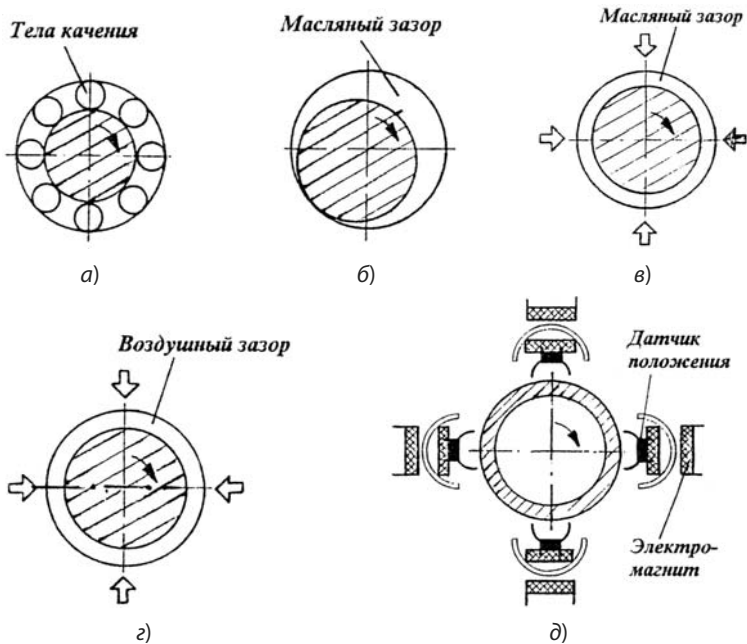 Тела качения
Масляный зазор
Масляный зазор
а)
б)
в)
Воздушный зазор
Датчик
положения
Электро-
магнит
г)
д)